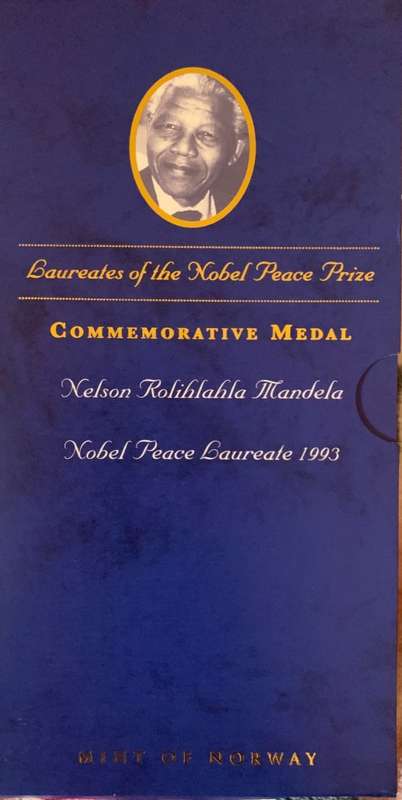 Laureates of the Nobel Peace Prize
COMMEMORATIVE MEDAL
Nelson Rolihlahla Mandela
Nobel Peace Laureate 1993
MINT OF NORWAY